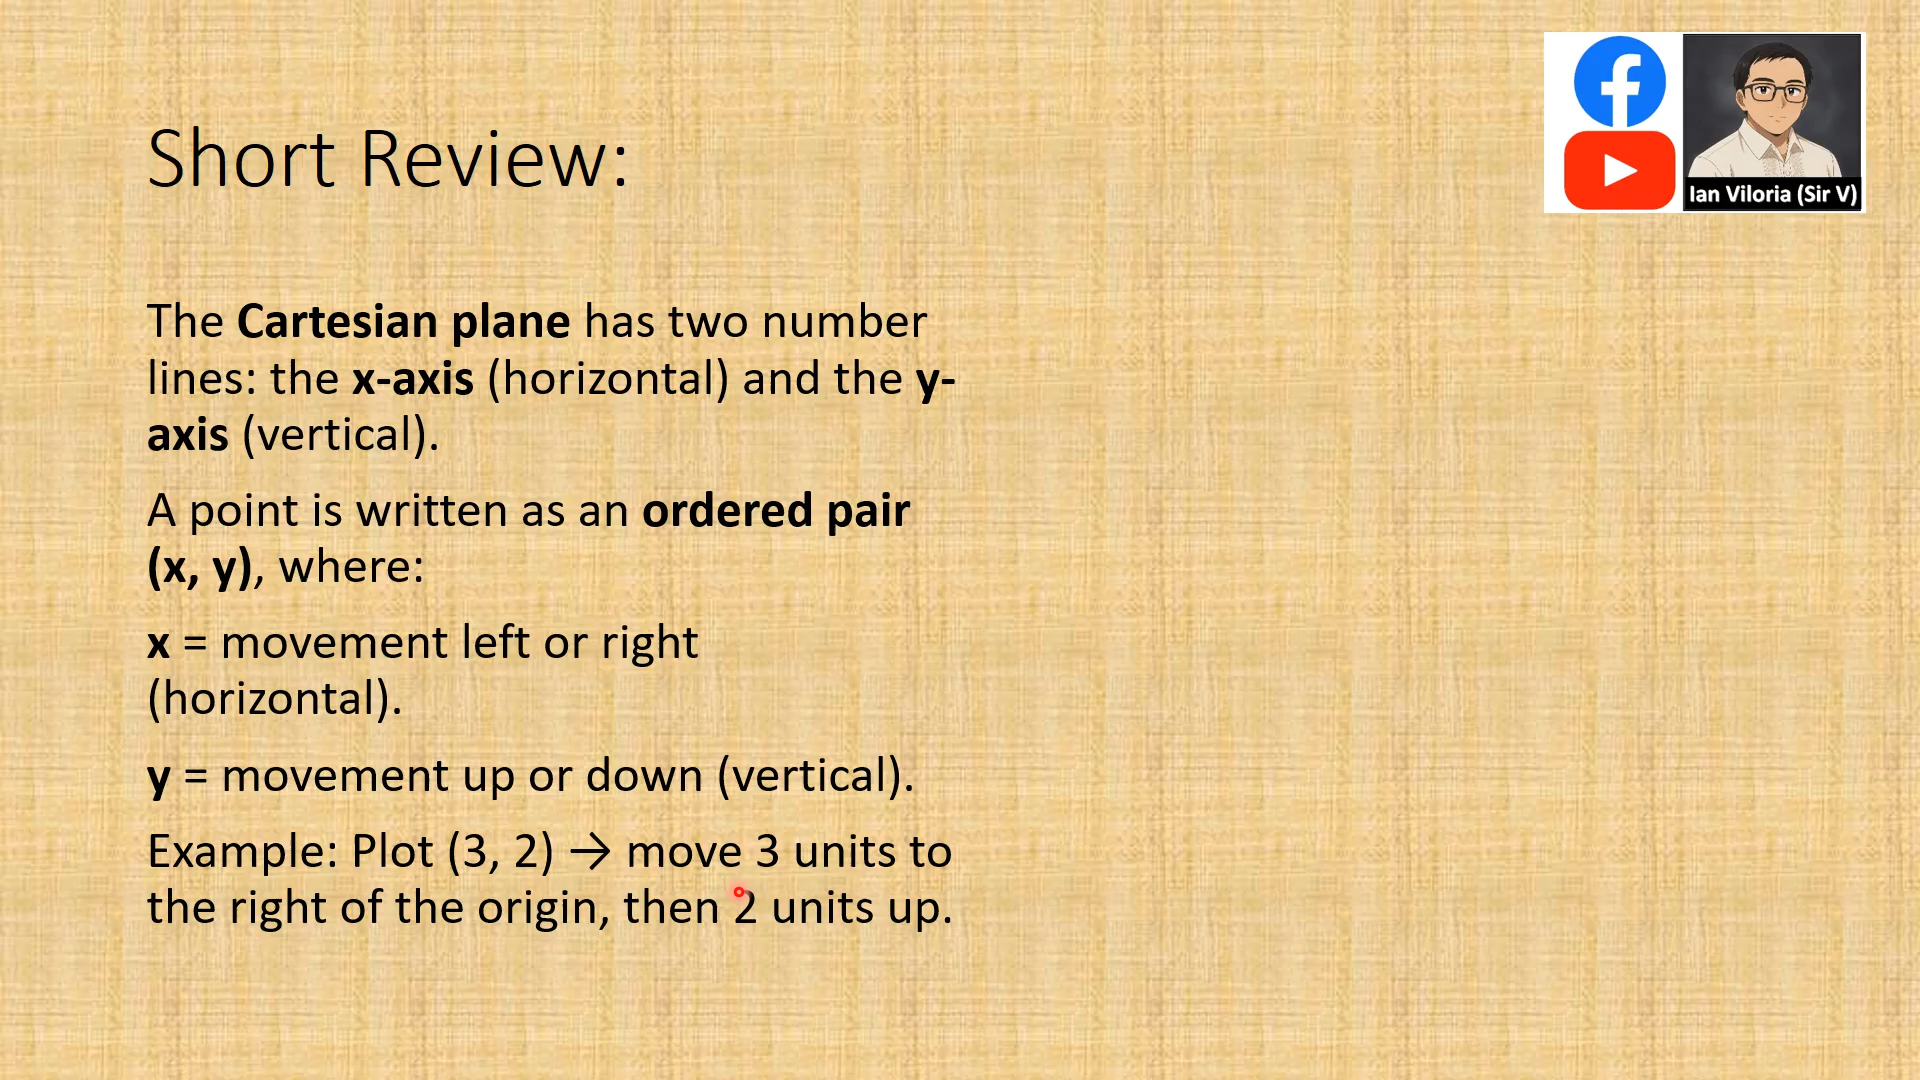 Short Review:
Ian Viloria (Sir V)
The Cartesian plane has two number
lines: the x-axis (horizontal) and the y-
axis (vertical).
A point is written as an ordered pair
(x, y), where:
x = movement left or right
(horizontal).
y = movement up or down (vertical).
Example: Plot (3, 2) → move 3 units to
the right of the origin, then 2 units up.